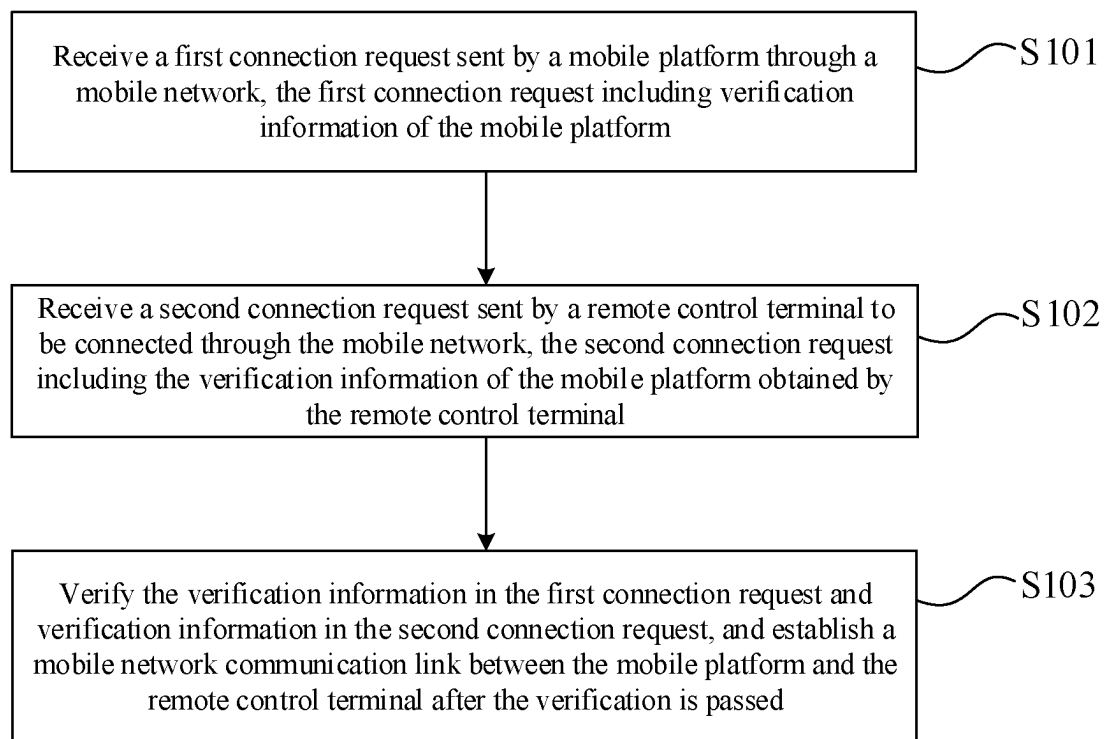 Receive a first connection request sent by a mobile platform through a
mobile network, the first connection request including verification
information of the mobile platform
S101
Receive a second connection request sent by a remote control terminal to
be connected through the mobile network, the second connection request
including the verification information of the mobile platform obtained by
the remote control terminal
S102
Verify the verification information in the first connection request and
verification information in the second connection request, and establish a
mobile network communication link between the mobile platform and the
remote control terminal after the verification is passed
S103